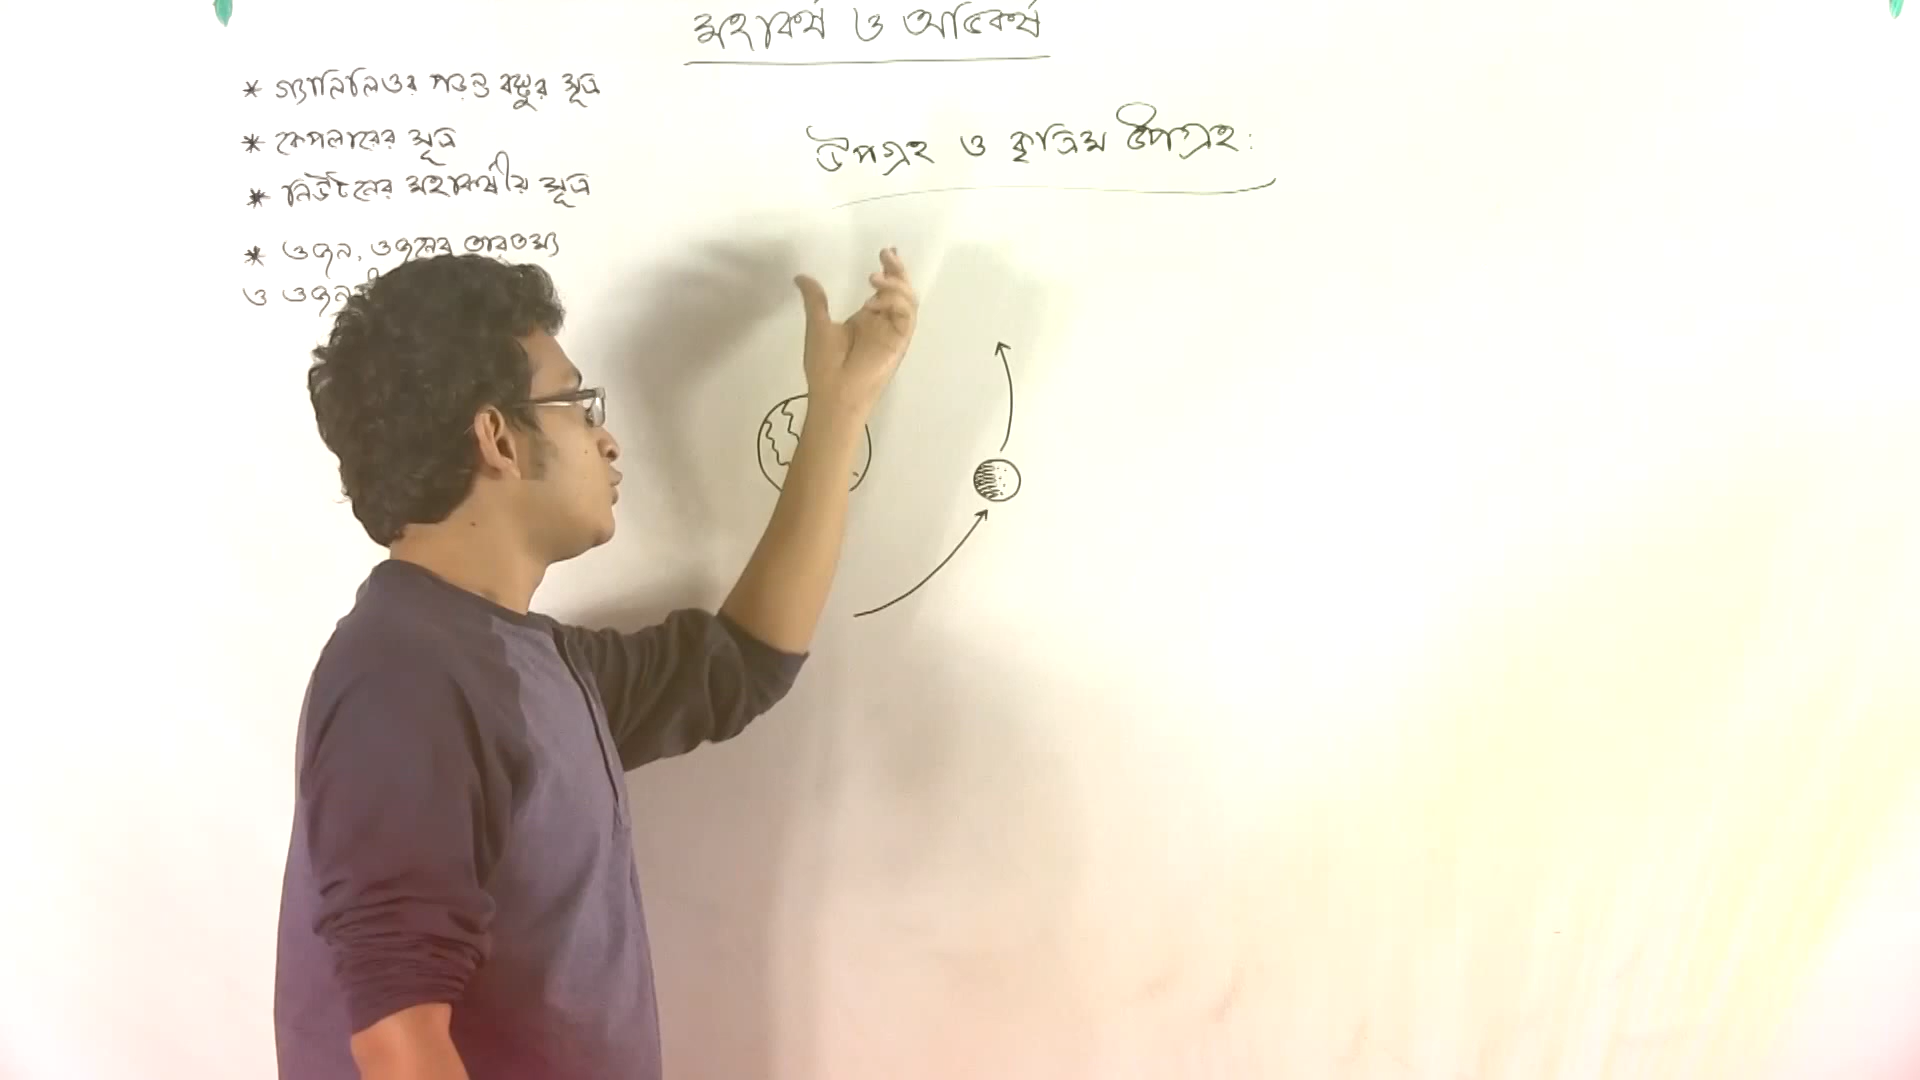 মহাকর্ষ ও অভিকর্ষ
* গ্যালিলিওর পড়ন্ত বস্তুর সূত্র
* কেপলারের সূত্র
* নিউটনের মহাকর্ষীয় সূত্র
* ওজন, ওজনের তারতম্য
ও
উপগ্রহ ও কৃত্রিম উপগ্রহ: